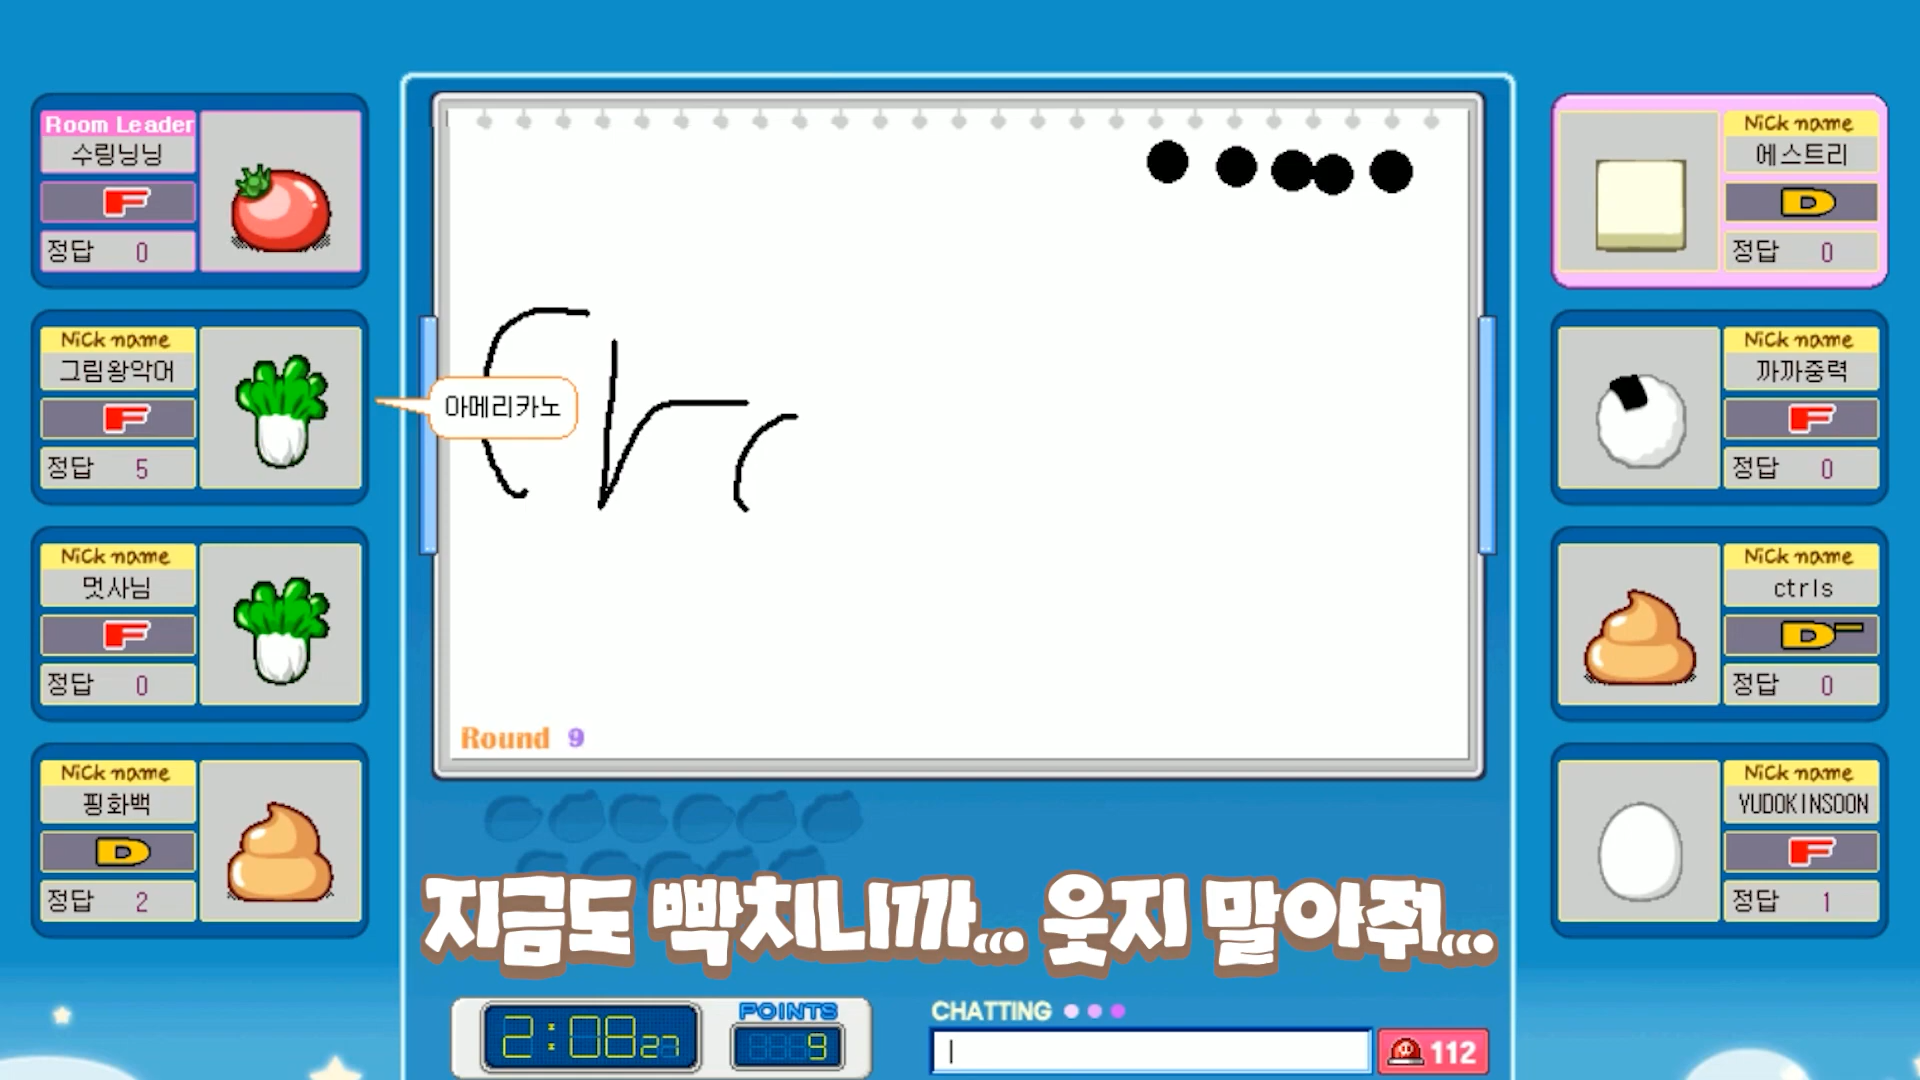 Room Leader
수링닝닝
F
정답 0
NiCk name
그림왕악어
F
정답 5
NiCk name
멋사님
F
정답 0
NiCk name
핑화백
D
정답 2
아메리카노
Round 9
지금도 빡치니까... 웃지 말아줘...
2:08 27
POINTS
9
CHATTING
112
NiCk name
에스트리
D
정답 0
NiCk name
까까중력
F
정답 0
NiCk name
ctrls
D-
정답 0
NiCk name
YUDOKINSOON
F
정답 1